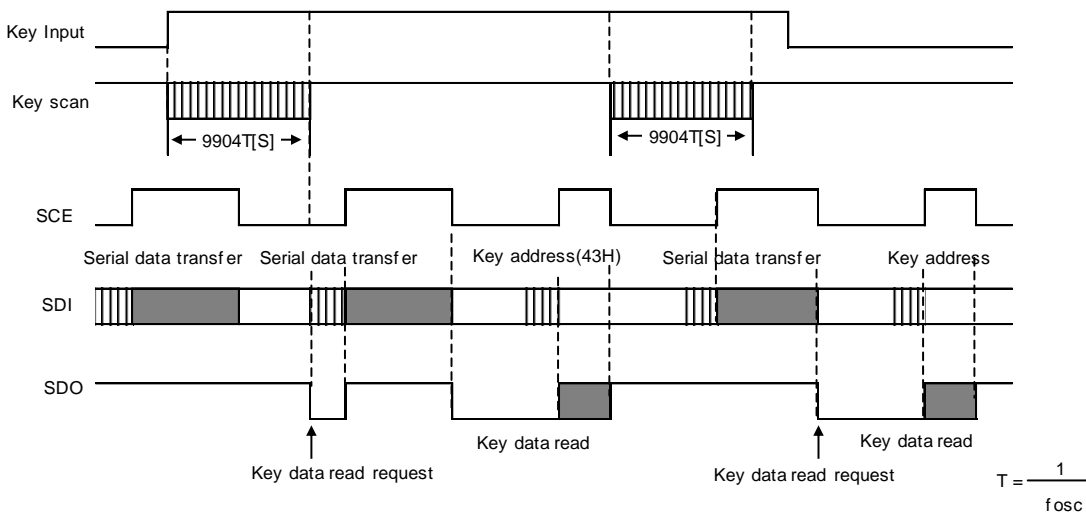 Key Input
Key scan
9904T[S]
9904T[S]
SCE
Serial data transfer
Serial data transfer
Key address(43H)
Serial data transfer
Key address
SDI
SDO
Key data read
Key data read
Key data read request
Key data read request
T = 1
fosc